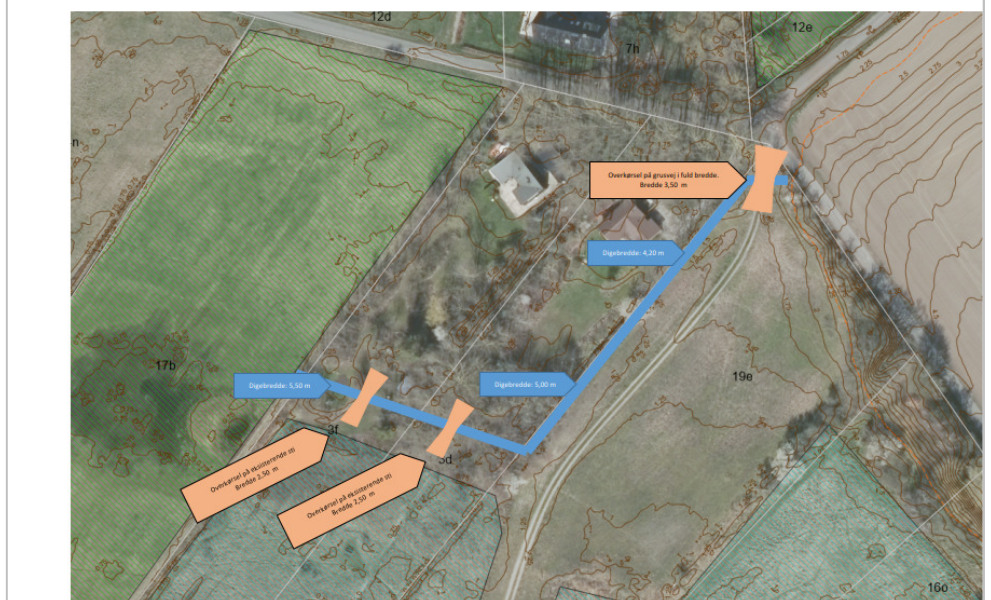 12d
12e
7h
Overkørsel på grusvej i fuld bredde.
Bredde 3,50 m
Digebredde: 4,20 m
17b
Digebredde: 5,50 m
Digebredde: 5,00 m
19e
3f
3d
Overkørsel på eksisterende sti
Bredde 2,50 m
Overkørsel på eksisterende sti
Bredde 2,50 m
16o